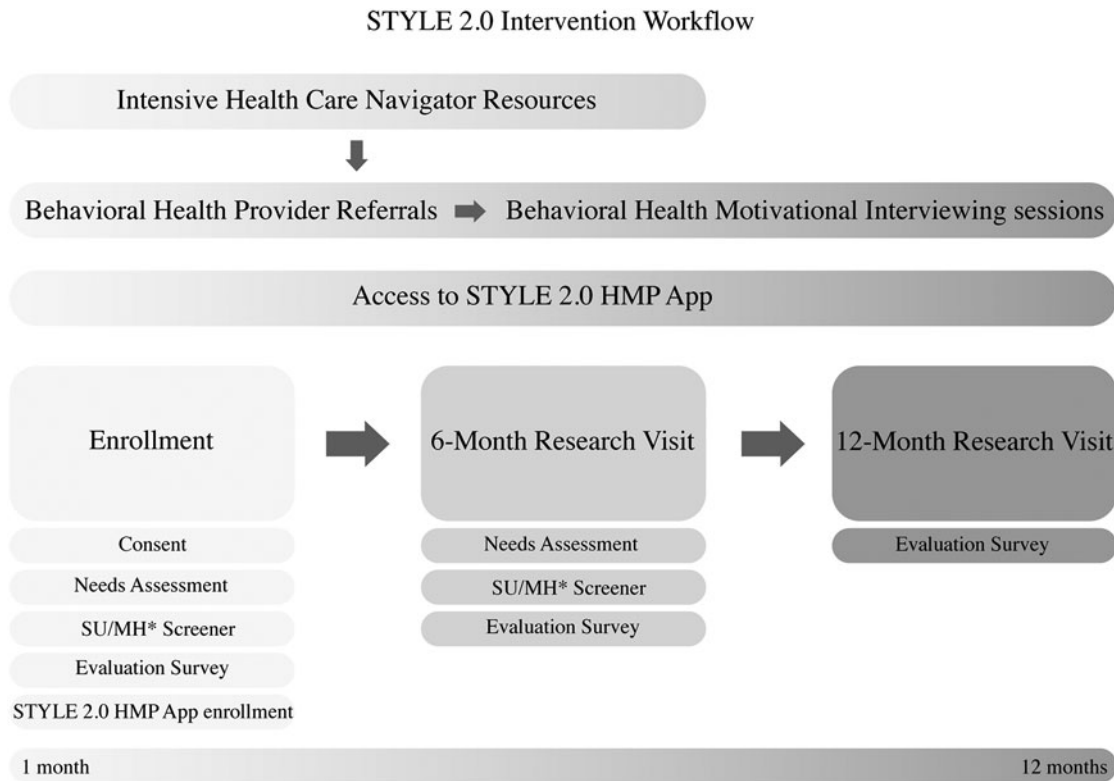 STYLE 2.0 Intervention Workflow
Intensive Health Care Navigator Resources
Behavioral Health Provider Referrals
Behavioral Health Motivational Interviewing sessions
Access to STYLE 2.0 HMP App
Enrollment
Consent
Needs Assessment
SU/MH* Screener
Evaluation Survey
STYLE 2.0 HMP App enrollment
6-Month Research Visit
Needs Assessment
SU/MH* Screener
Evaluation Survey
12-Month Research Visit
Evaluation Survey
1 month
12 months